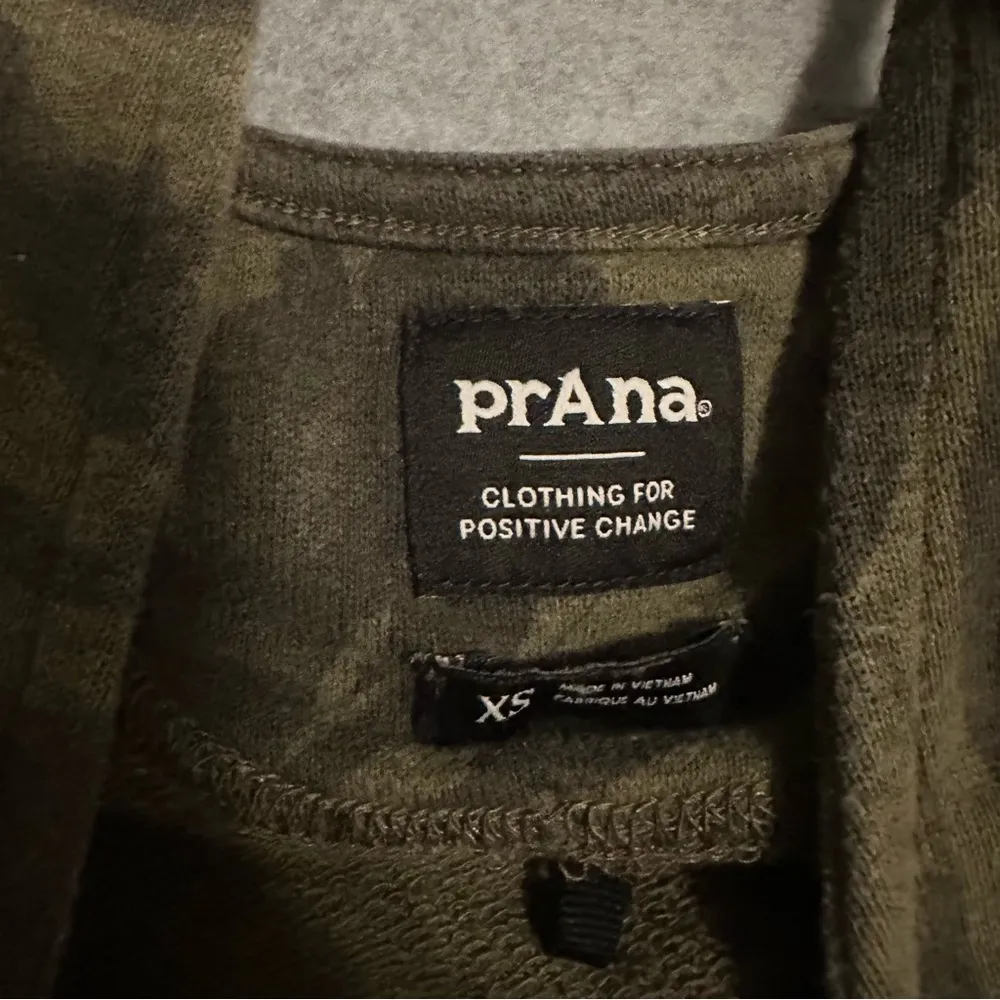 prAna®
CLOTHING FOR
POSITIVE CHANGE
XS
MADE IN VIETNAM
FABRIQUE AU VIETNAM